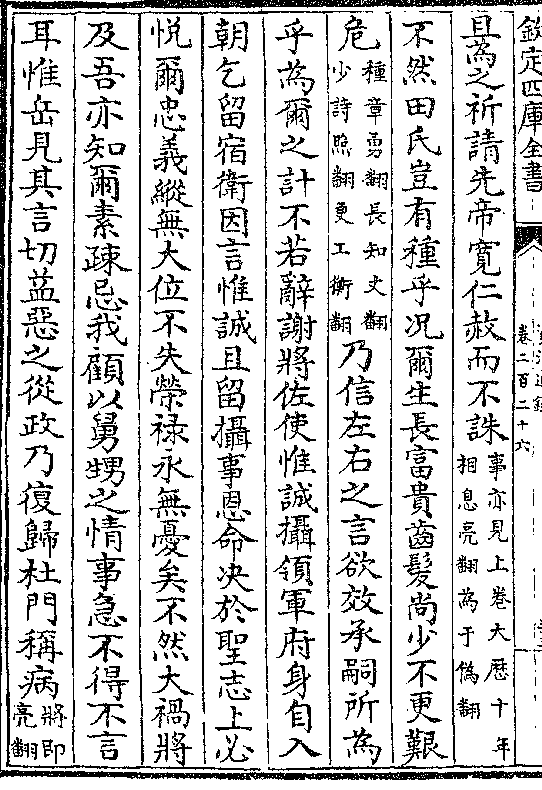 欽定四庫全書
卷二百二十六
且為之祈請先帝寛仁赦而不誅事亦見上卷大厯十年相息亮翻為于偽翻
不然田氏豈有種乎况爾生長富貴齒髮尚少不更艱
危種章勇翻長知丈翻少詩照翻更工衡翻乃信左右之言欲效承嗣所為
乎為爾之計不若辭謝將佐使惟誠攝領軍府身自入
朝乞留宿衛因言惟誠且留攝事恩命决於聖志上必
悦爾忠義縱無大位不失榮禄永無憂矣不然大禍將
及吾亦知爾素疎忌我顧以舅甥之情事急不得不言
耳惟岳見其言切益惡之從政乃復歸杜門稱病將即亮翻